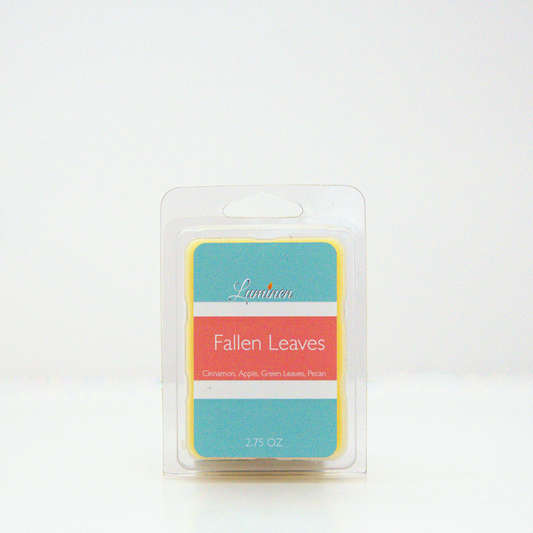 Luminen
Fallen Leaves
Cinnamon, Apple, Green Leaves, Pecan
2.75 OZ